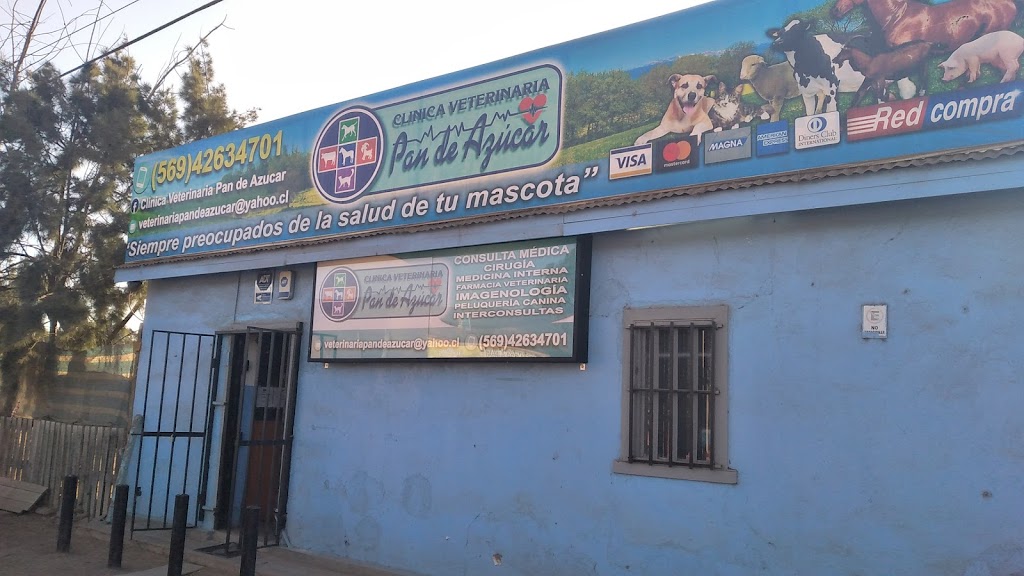 (569)42634701
Clinica Veterinaria Pan de Azucar
veterinariapandeazucar@yahoo.cl
Siempre preocupados de la salud de tu mascota”
CLINICA VETERINARIA
Pan de Azúcar
VISA
mastercard
MAGNA
AMERICAN EXPRESS
Diners Club
INTERNATIONAL
Red compra
CLINICA VETERINARIA
Pan de Azúcar
veterinariapandeazucar@yahoo.cl
CONSULTA MÉDICA
CIRUGÍA
MEDICINA INTERNA
FARMACIA VETERINARIA
IMAGENOLOGÍA
PELUQUERÍA CANINA
INTERCONSULTAS
(569)42634701
NO